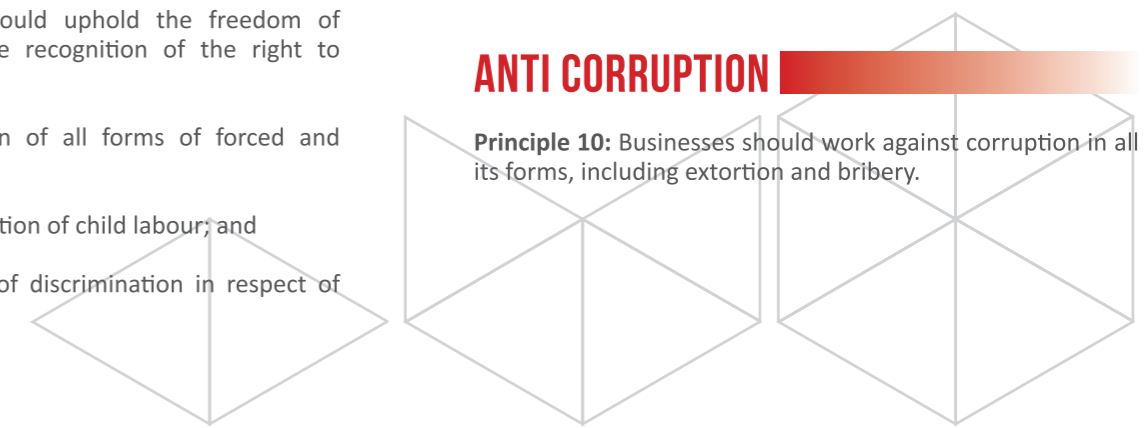 ould uphold the freedom of
e recognition of the right to
n of all forms of forced and
tion of child labour; and
of discrimination in respect of
ANTI CORRUPTION
Principle 10: Businesses should work against corruption in all
its forms, including extortion and bribery.